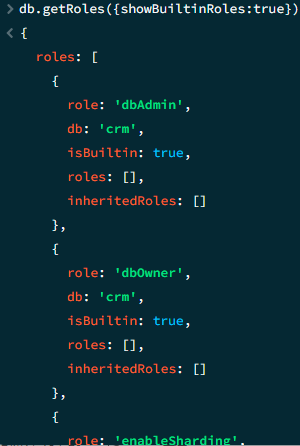 > db.getRoles({showBuiltinRoles:true})
< {
roles: [
{
role: 'dbAdmin',
db: 'crm',
isBuiltin: true,
roles: [],
inheritedRoles: []
},
{
role: 'dbOwner',
db: 'crm',
isBuiltin: true,
roles: [],
inheritedRoles: []
},
{
role: 'enableSharding',